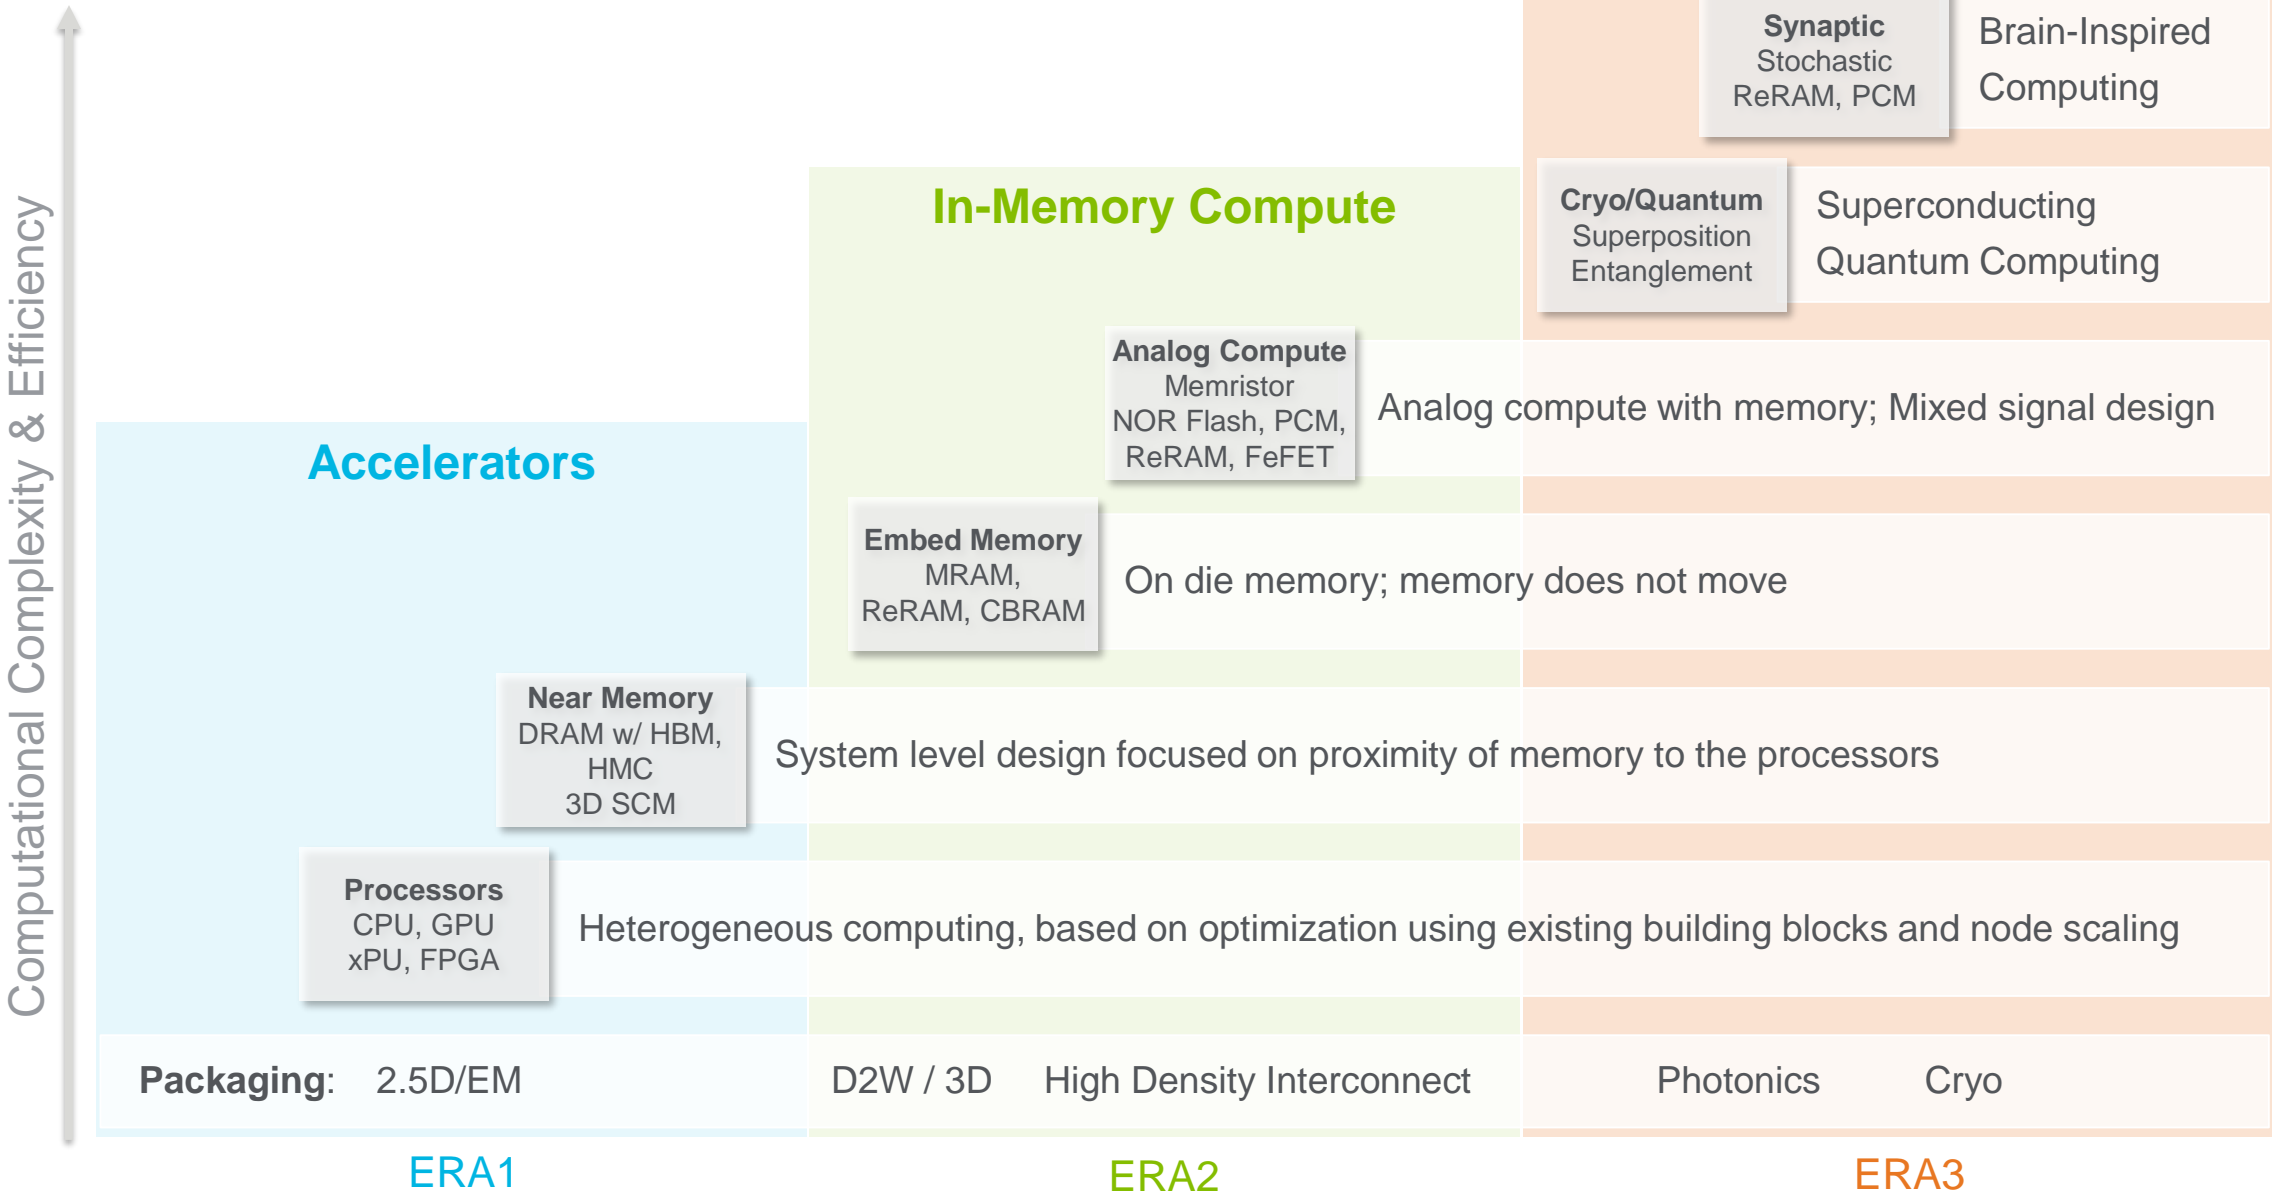 Computational Complexity & Efficiency
Synaptic
Stochastic
ReRAM, PCM
Brain-Inspired
Computing
In-Memory Compute
Cryo/Quantum
Superposition
Entanglement
Superconducting
Quantum Computing
Analog Compute
Memristor
NOR Flash, PCM,
ReRAM, FeFET
Analog compute with memory; Mixed signal design
Accelerators
Embed Memory
MRAM,
ReRAM, CBRAM
On die memory; memory does not move
Near Memory
DRAM w/ HBM,
HMC
3D SCM
System level design focused on proximity of memory to the processors
Processors
CPU, GPU
xPU, FPGA
Heterogeneous computing, based on optimization using existing building blocks and node scaling
Packaging: 2.5D/EM D2W / 3D High Density Interconnect Photonics Cryo
ERA1 ERA2 ERA3